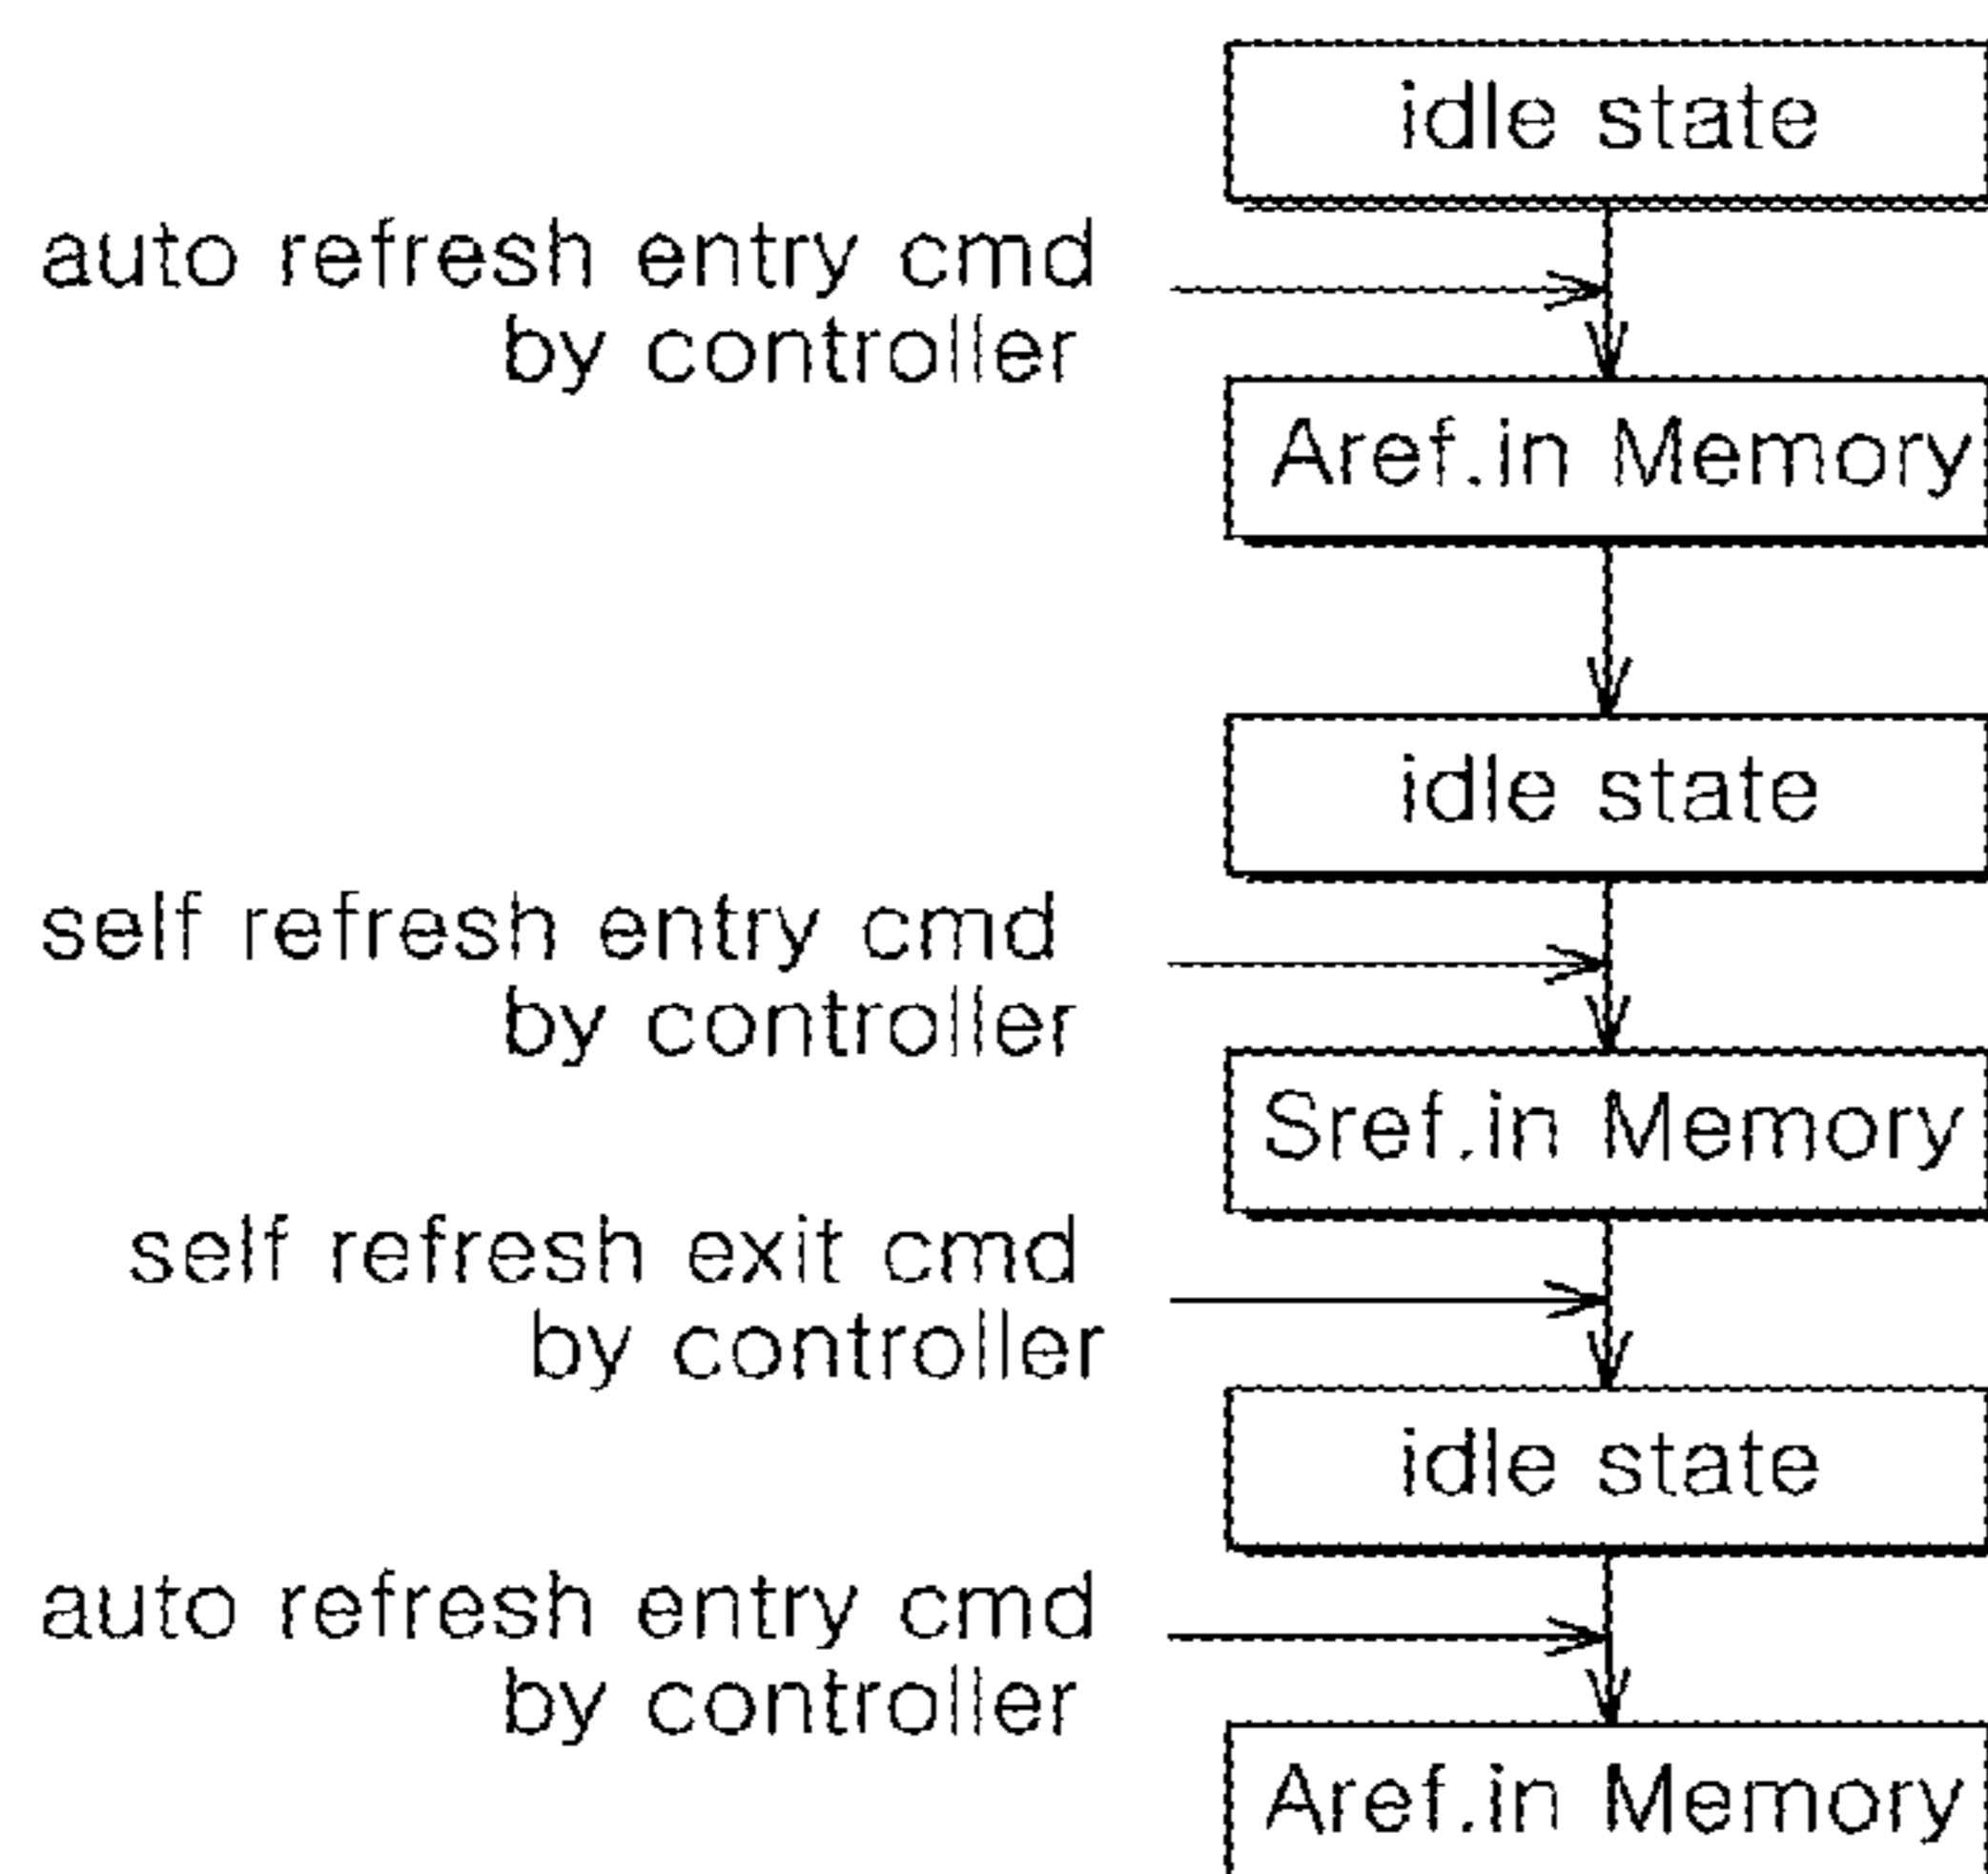 idle state
auto refresh entry cmd
by controller
Aref.in Memory
idle state
self refresh entry cmd
by controller
Sref.in Memory
self refresh exit cmd
by controller
idle state
auto refresh entry cmd
by controller
Aref.in Memory